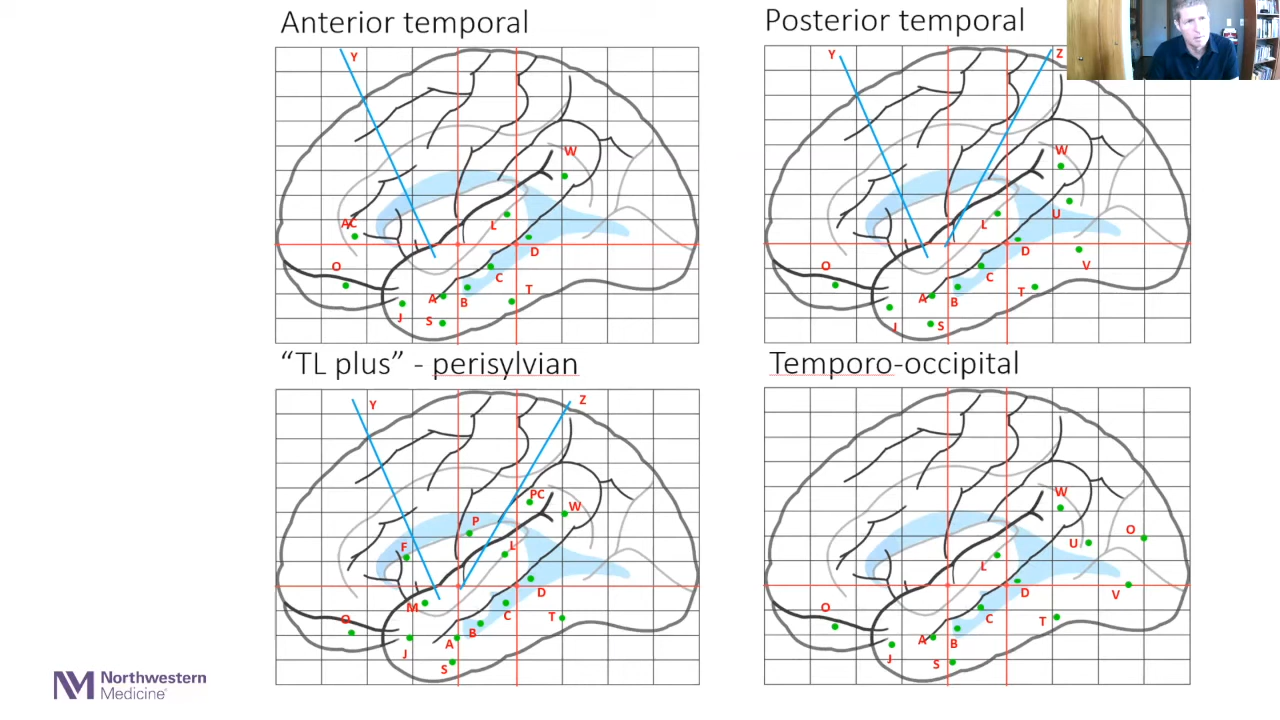 Anterior temporal
Y
W
AC
L
D
O
C
A
B
T
J
S
Posterior temporal
Y
Z
W
U
L
D
V
O
C
A
B
T
J
S
"TL plus" - perisylvian
Y
Z
PC
W
P
F
L
D
M
C
O
B
T
A
J
S
Temporo-occipital
W
O
U
L
D
V
C
O
T
A
B
J
S
Northwestern
Medicine